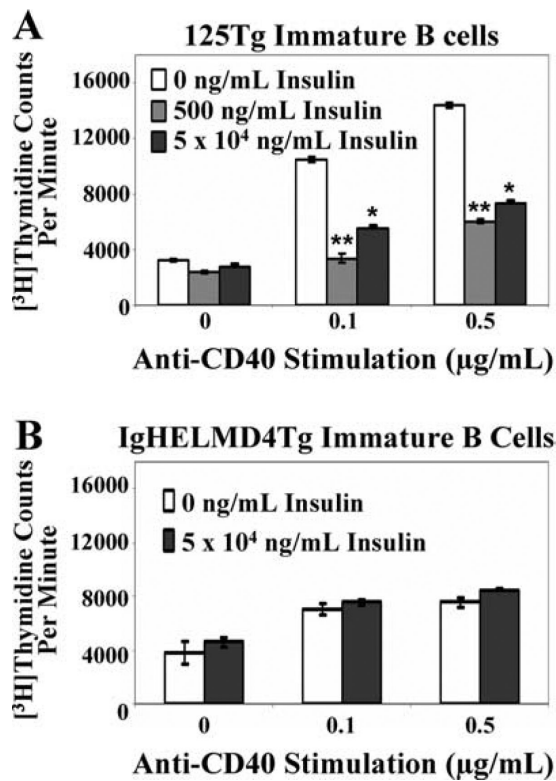 A
125Tg Immature B cells
16000
12000
8000
4000
0
[³H]Thymidine Counts
Per Minute
0 ng/mL Insulin
500 ng/mL Insulin
5 x 10⁴ ng/mL Insulin
**
*
**
*
0
0.1
0.5
Anti-CD40 Stimulation (µg/mL)
B
IgHELMD4Tg Immature B Cells
16000
12000
8000
4000
0
[³H]Thymidine Counts
Per Minute
0 ng/mL Insulin
5 x 10⁴ ng/mL Insulin
0
0.1
0.5
Anti-CD40 Stimulation (µg/mL)